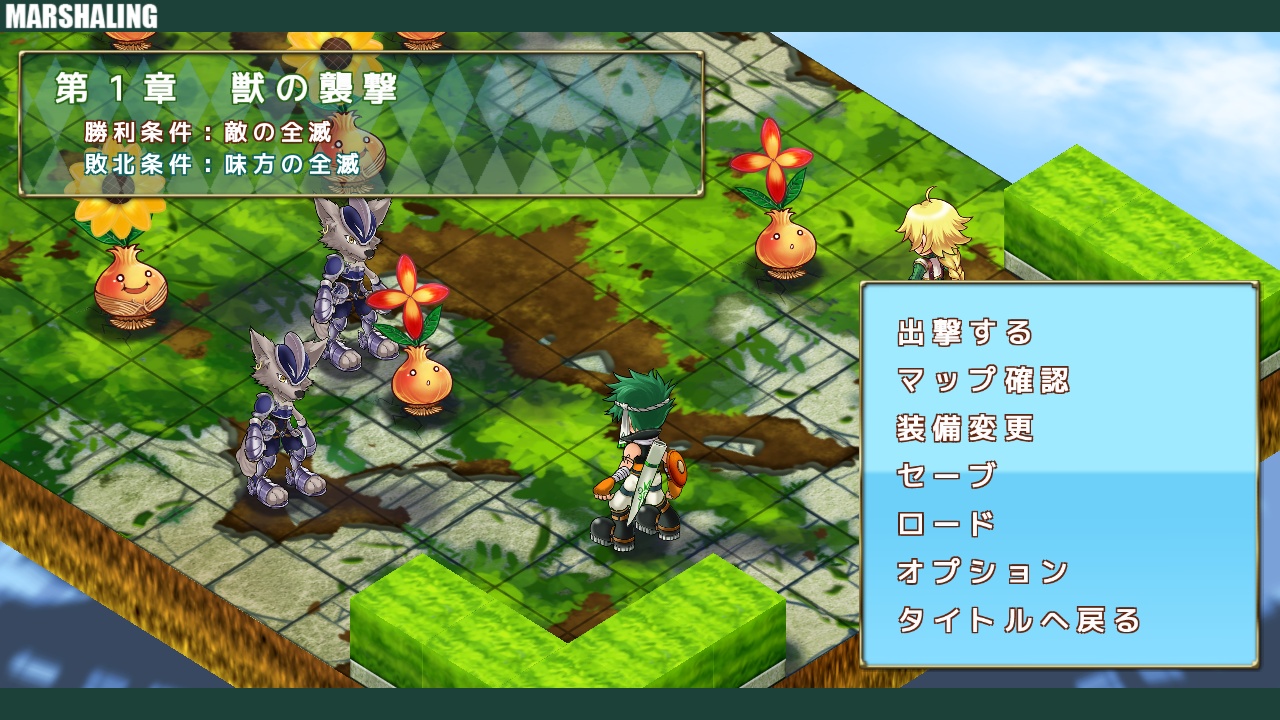 MARSHALING
第１章　獣の襲撃
勝利条件：敵の全滅
敗北条件：味方の全滅
出撃する
マップ確認
装備変更
セーブ
ロード
オプション
タイトルへ戻る